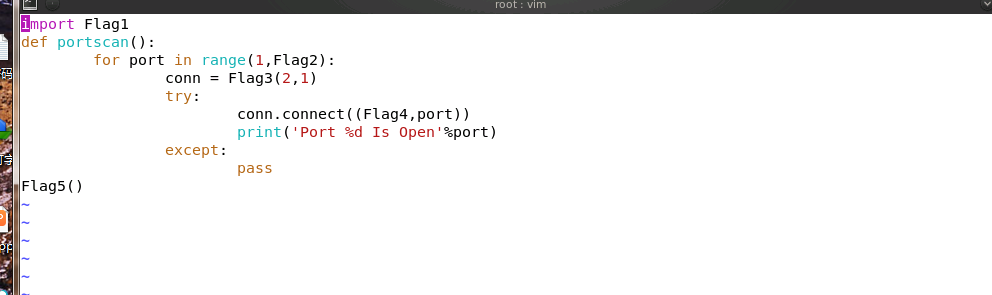 root : vim
import Flag1
def portscan():
        for port in range(1,Flag2):
                conn = Flag3(2,1)
                try:
                        conn.connect((Flag4,port))
                        print('Port %d Is Open'%port)
                except:
                        pass
Flag5()
~
~
~
~
~
~